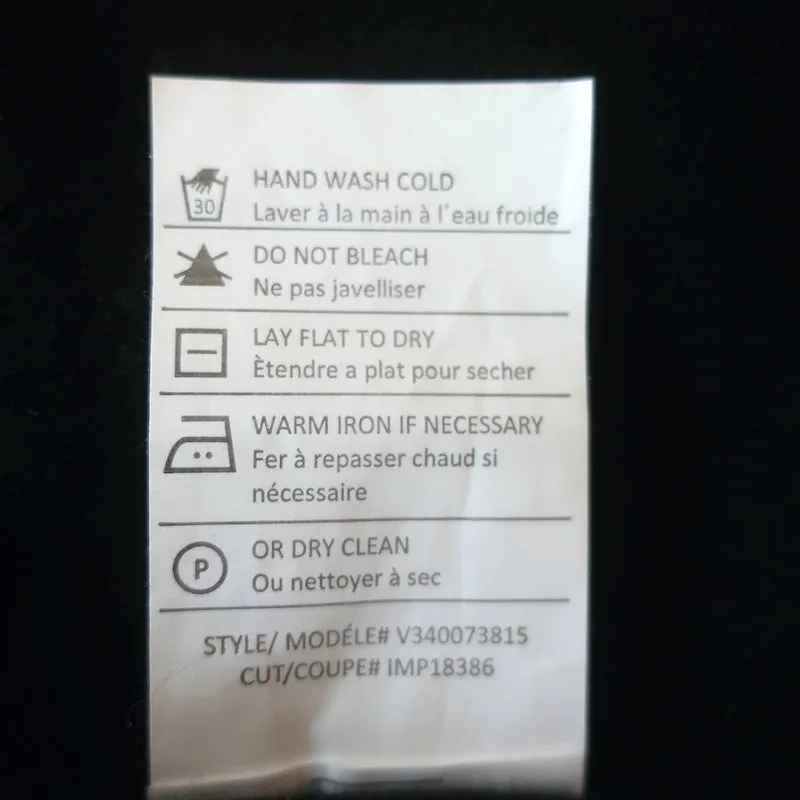 30
HAND WASH COLD
Laver à la main à l´eau froide
DO NOT BLEACH
Ne pas javelliser
LAY FLAT TO DRY
Ètendre a plat pour secher
WARM IRON IF NECESSARY
Fer à repasser chaud si
nécessaire
P
OR DRY CLEAN
Ou nettoyer à sec
STYLE/ MODÉLE# V340073815
CUT/COUPE# IMP18386